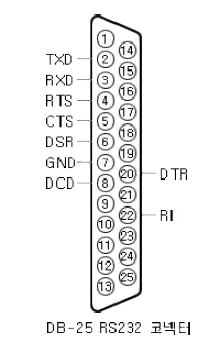 1
14
TXD 2
15
RXD 3
16
RTS 4
17
CTS 5
18
DSR 6
19
GND 7
20 DTR
DCD 8
21
9
22 RI
10
23
11
24
12
25
13
DB-25 RS232 코넥터